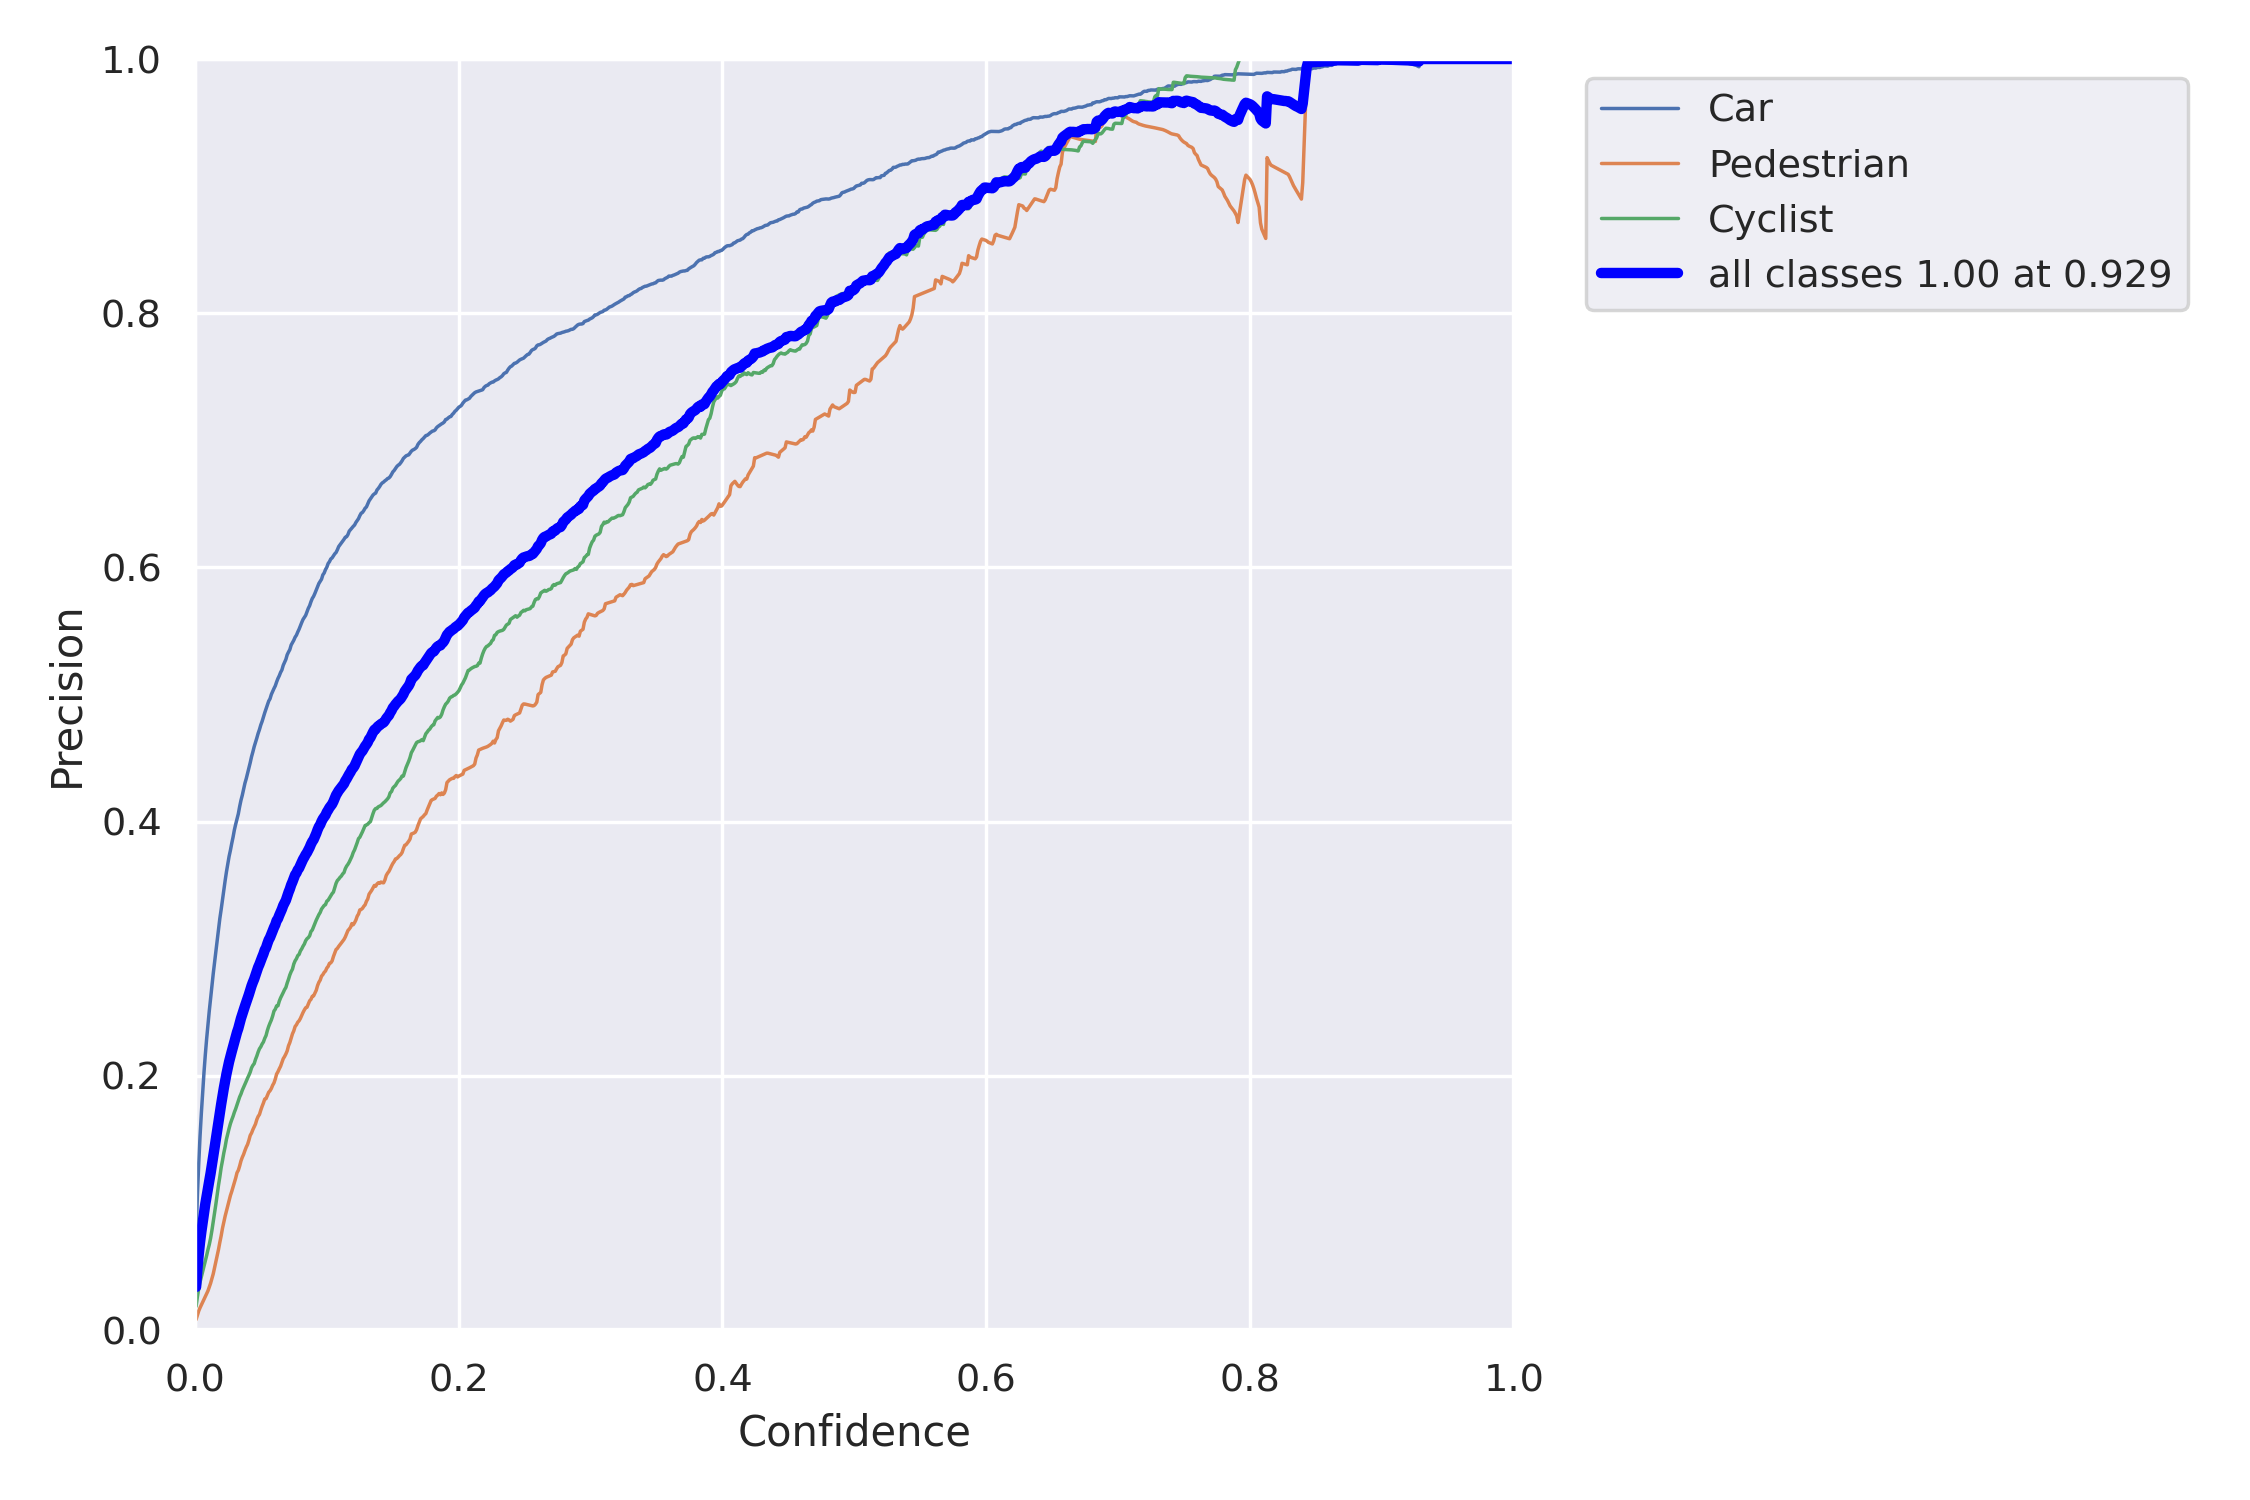 1.0
0.8
0.6
0.4
0.2
0.0
Precision
0.0 0.2 0.4 0.6 0.8 1.0
Confidence
Car
Pedestrian
Cyclist
all classes 1.00 at 0.929